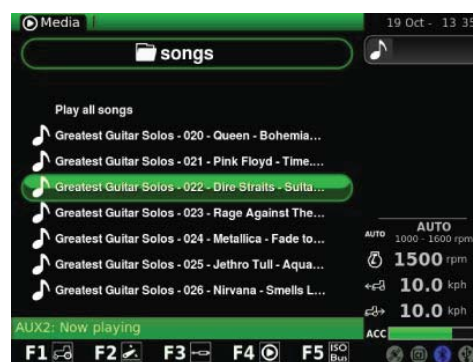 Media
19 Oct - 13 35
songs
Play all songs
Greatest Guitar Solos - 020 - Queen - Bohemia...
Greatest Guitar Solos - 021 - Pink Floyd - Time....
Greatest Guitar Solos - 022 - Dire Straits - Sulta...
Greatest Guitar Solos - 023 - Rage Against The...
Greatest Guitar Solos - 024 - Metallica - Fade to...
Greatest Guitar Solos - 025 - Jethro Tull - Aqua...
Greatest Guitar Solos - 026 - Nirvana - Smells L...
AUTO AUTO
1000 - 1600 rpm
1500 rpm
10.0 kph
10.0 kph
AUX2: Now playing
ACC
F1 F2 F3 F4 F5 ISO Bus